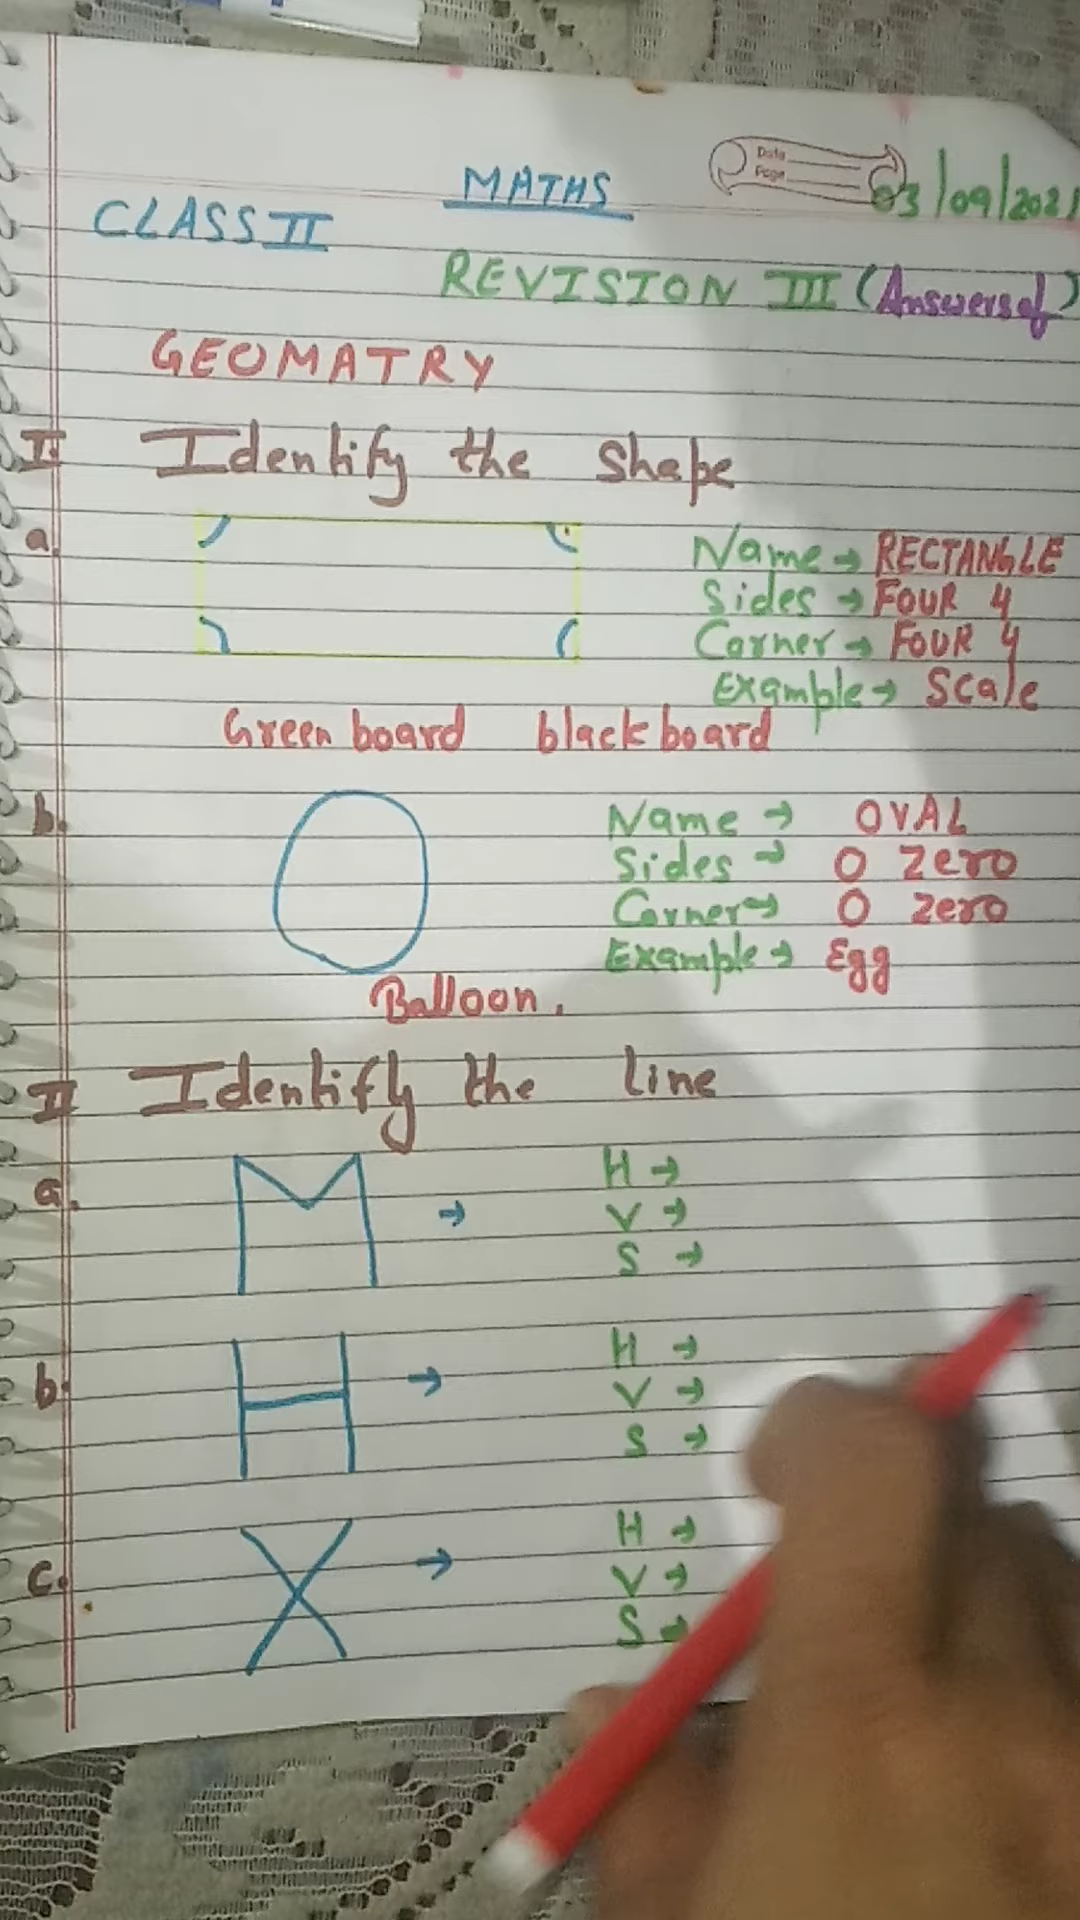 MATHS
Date
Page
03/09/2021
CLASS II
REVISION III (Answers of)
GEOMATRY
I. Identify the Shape
a. Name → RECTANGLE
Sides → FOUR 4
Corner → FOUR 4
Example → Scale
Green board black board
b. Name → OVAL
Sides → 0 Zero
Corner → 0 zero
Example → Egg
Balloon.
II Identifly the line
a. M → H →
V →
S →
b. H → H →
V →
S →
c. X → H →
V →
S →